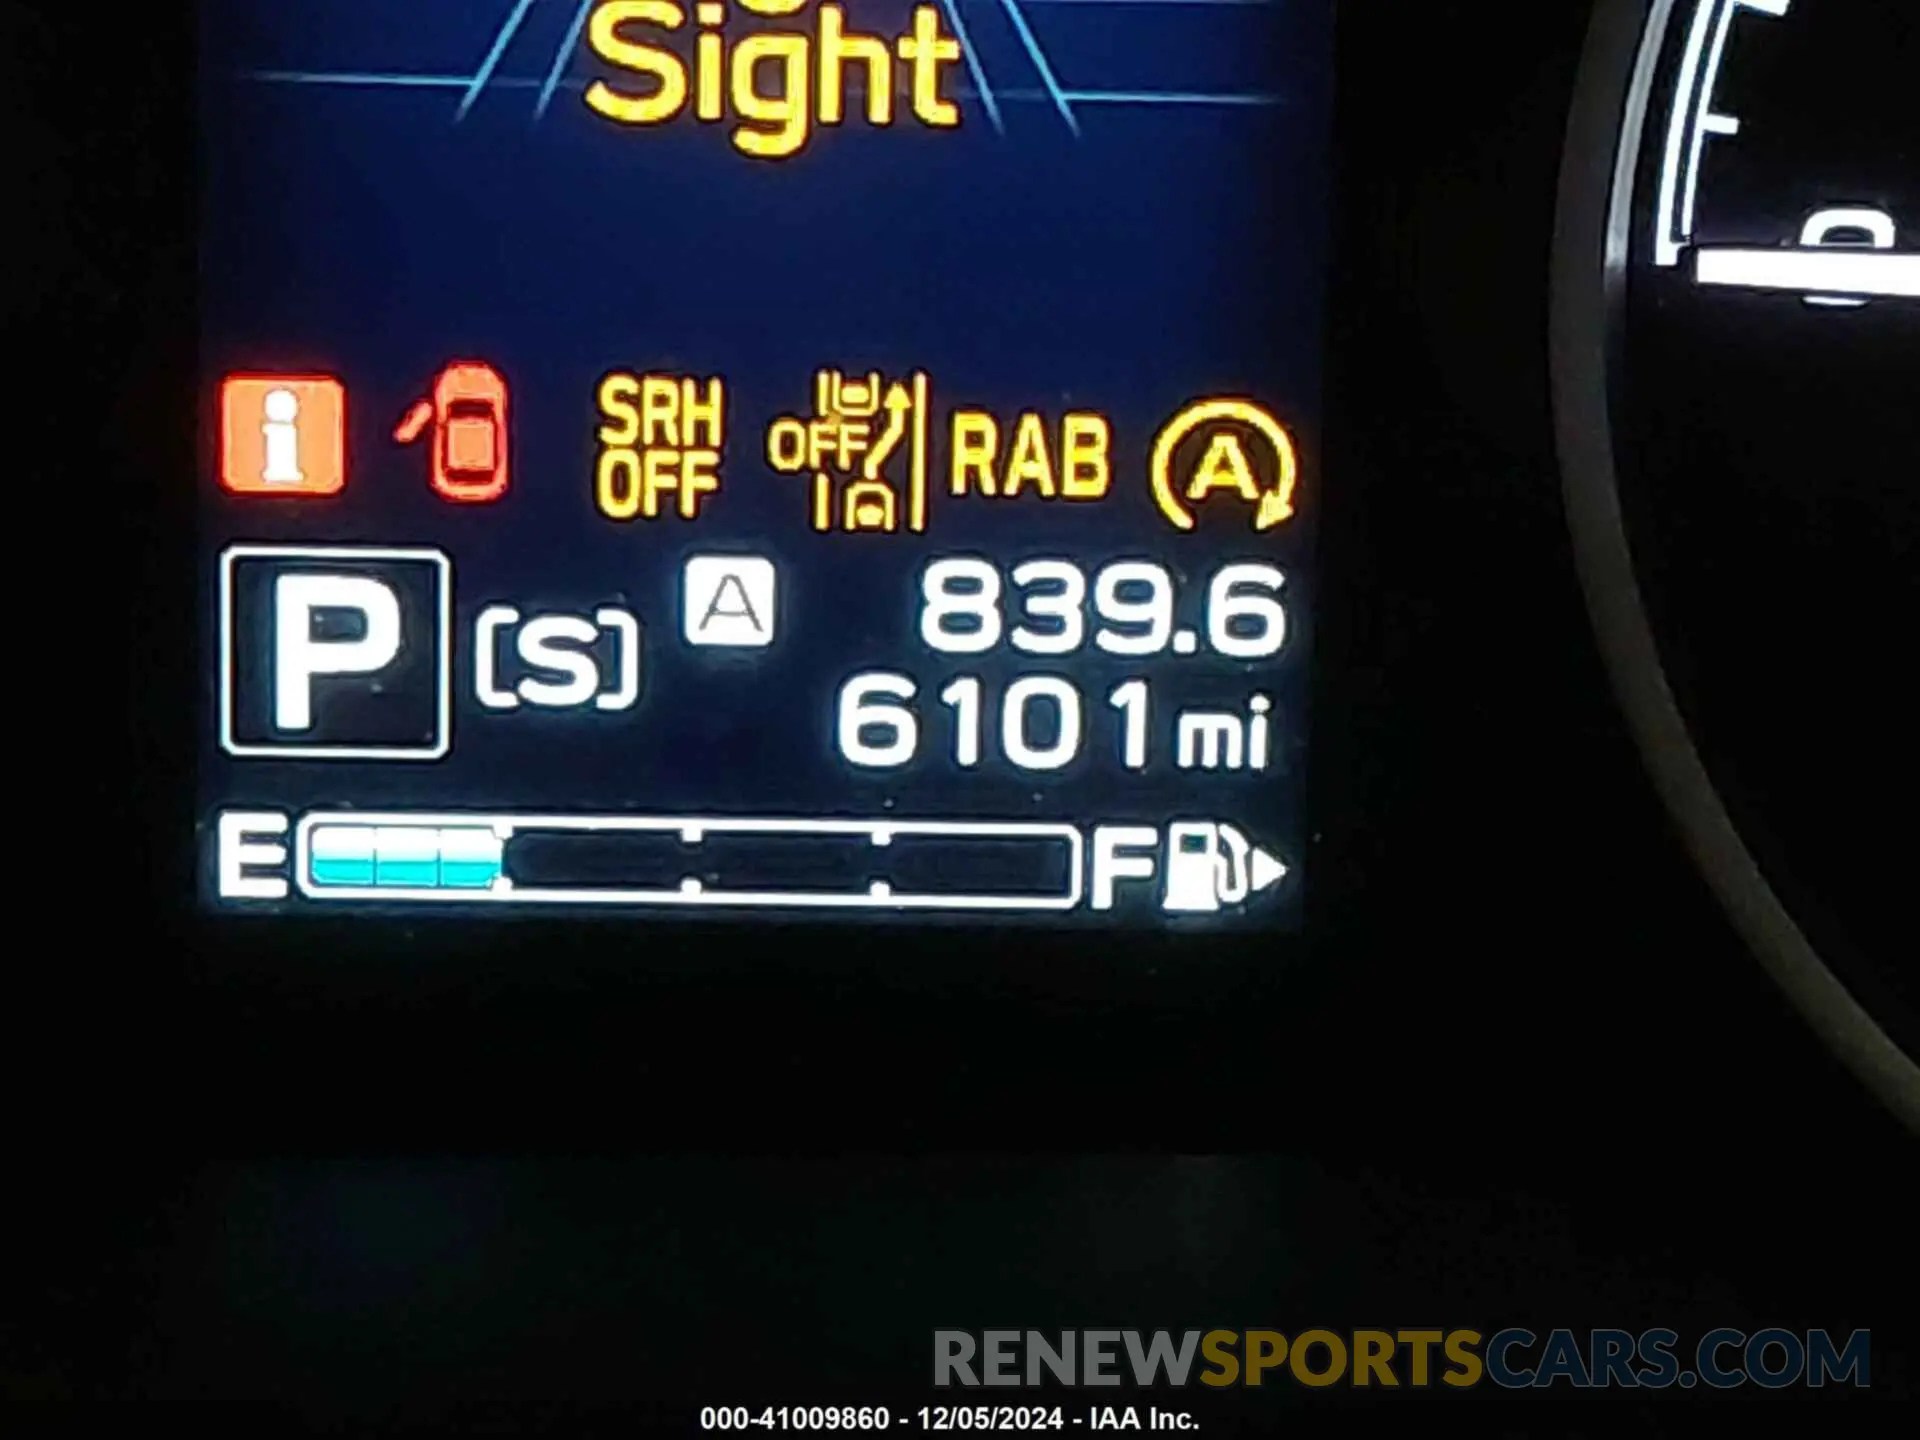 Sight
i
SRH
OFF
OFF
RAB
A
P
[S]
A
839.6
6101 mi
E
F
RENEWSPORTSCARS.COM
000-41009860 - 12/05/2024 - IAA Inc.